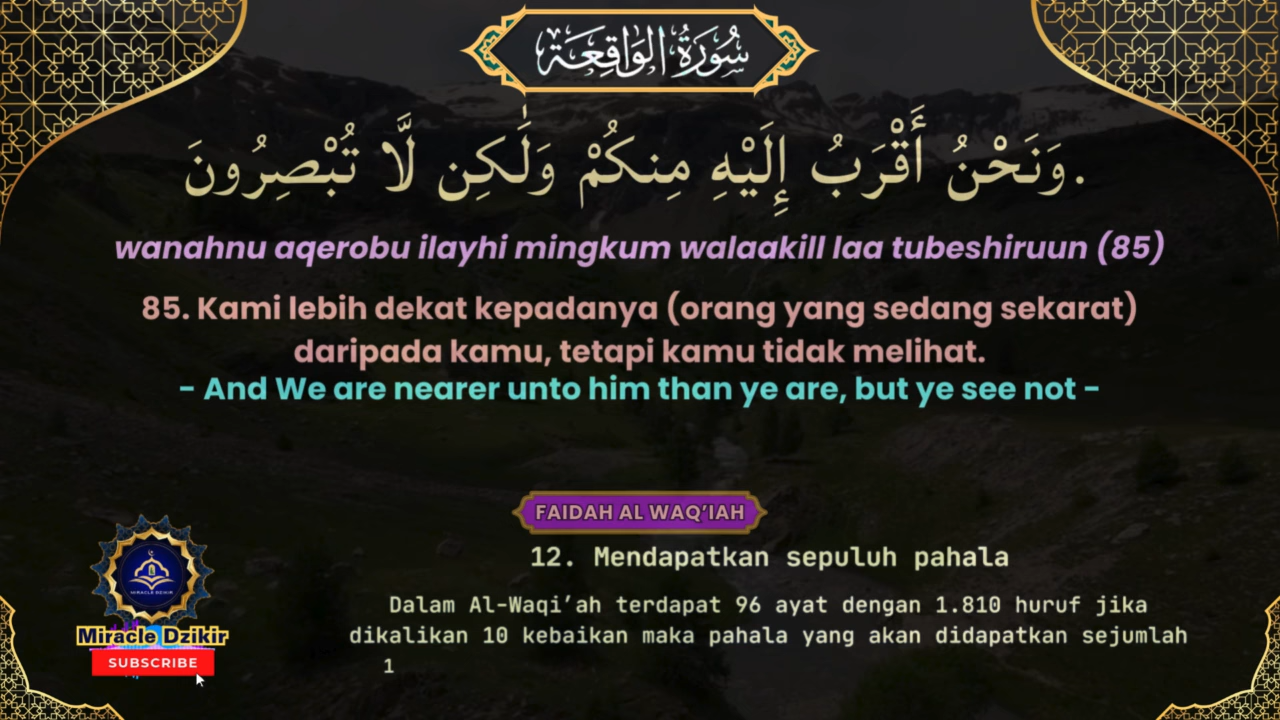 سُورَةُ الوَاقِعَة
وَنَحْنُ أَقْرَبُ إِلَيْهِ مِنكُمْ وَلَٰكِن لَّا تُبْصِرُونَ.
wanahnu aqerobu ilayhi mingkum walaakill laa tubeshiruun (85)
85. Kami lebih dekat kepadanya (orang yang sedang sekarat)
daripada kamu, tetapi kamu tidak melihat.
- And We are nearer unto him than ye are, but ye see not -
FAIDAH AL WAQ’IAH
12. Mendapatkan sepuluh pahala
Dalam Al-Waqi’ah terdapat 96 ayat dengan 1.810 huruf jika
dikalikan 10 kebaikan maka pahala yang akan didapatkan sejumlah
1
MIRACLE DZIKIR
Miracle Dzikir
SUBSCRIBE